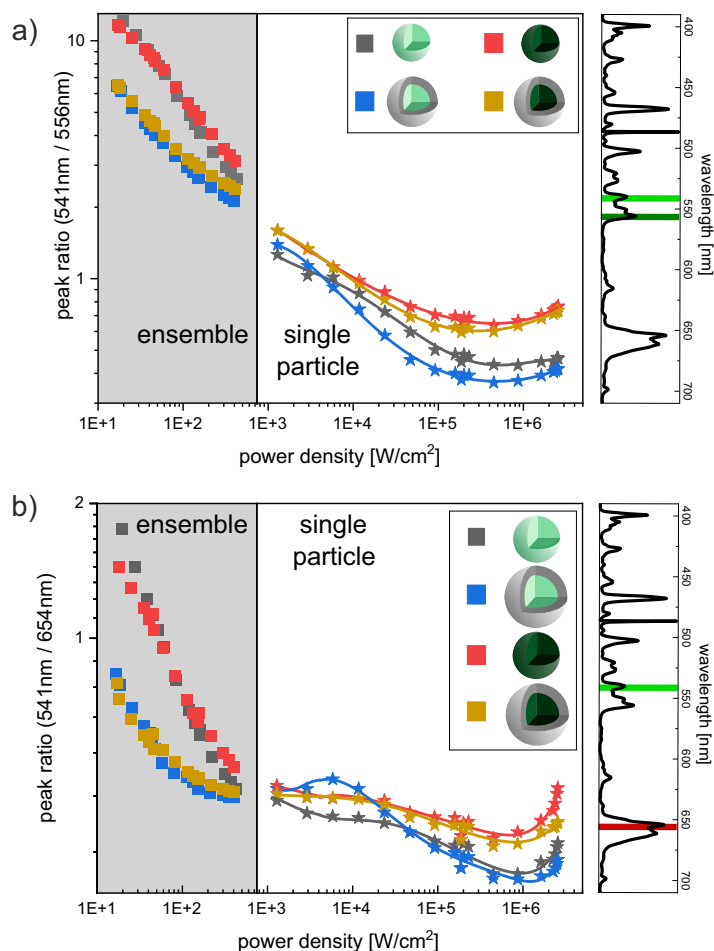 a)
10
1
peak ratio (541nm / 556nm)
ensemble
single
particle
1E+1
1E+2
1E+3
1E+4
1E+5
1E+6
power density [W/cm²]
400
450
500
550
600
650
700
wavelength [nm]
b)
2
1
peak ratio (541nm / 654nm)
ensemble
single
particle
1E+1
1E+2
1E+3
1E+4
1E+5
1E+6
power density [W/cm²]
400
450
500
550
600
650
700
wavelength [nm]